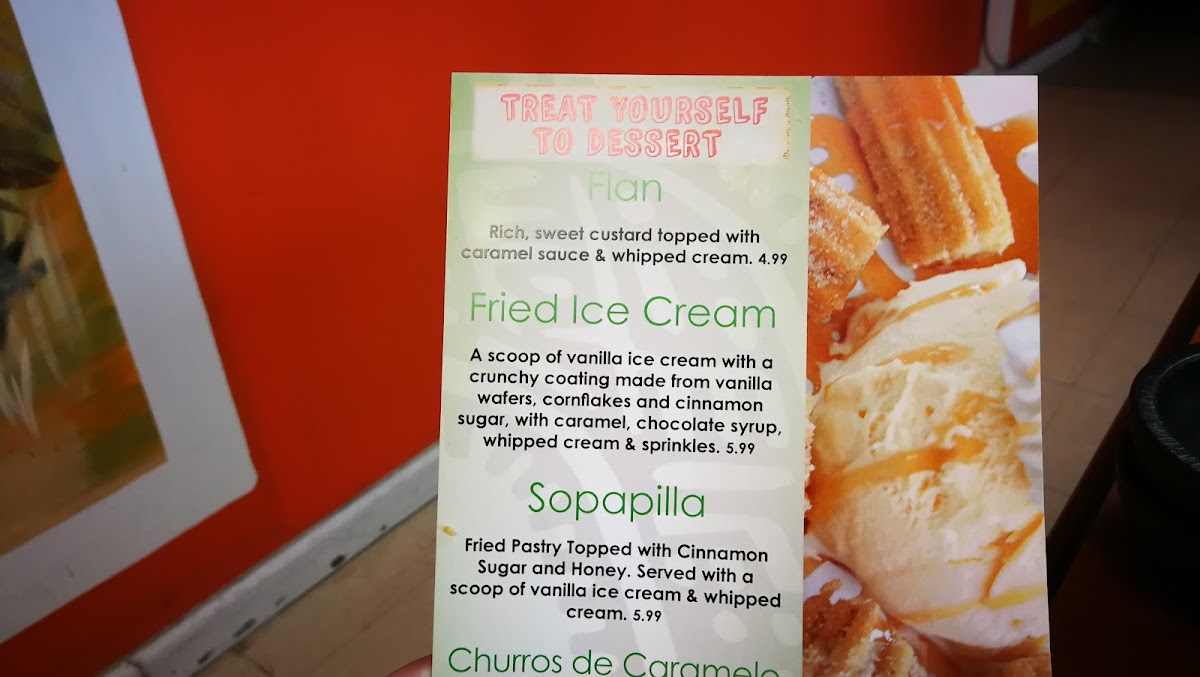 TREAT YOURSELF
TO DESSERT
Flan
Rich, sweet custard topped with
caramel sauce & whipped cream. 4.99
Fried Ice Cream
A scoop of vanilla ice cream with a
crunchy coating made from vanilla
wafers, cornflakes and cinnamon
sugar, with caramel, chocolate syrup,
whipped cream & sprinkles. 5.99
Sopapilla
Fried Pastry Topped with Cinnamon
Sugar and Honey. Served with a
scoop of vanilla ice cream & whipped
cream. 5.99
Churros de Caramelo